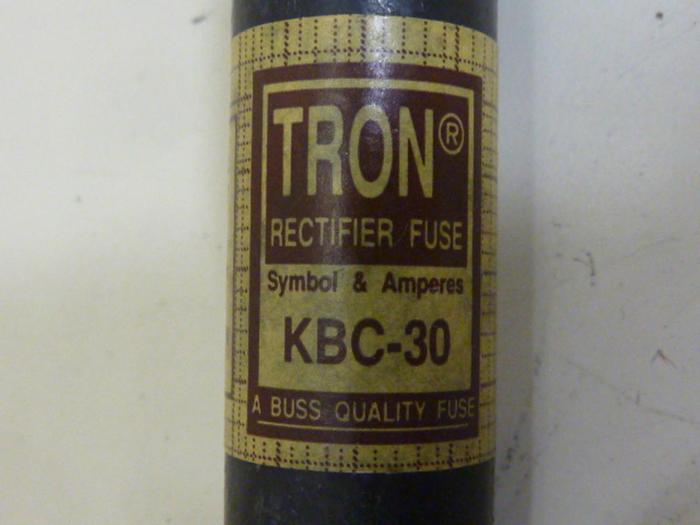 TRON®
RECTIFIER FUSE
Symbol & Amperes
KBC-30
A BUSS QUALITY FUSE